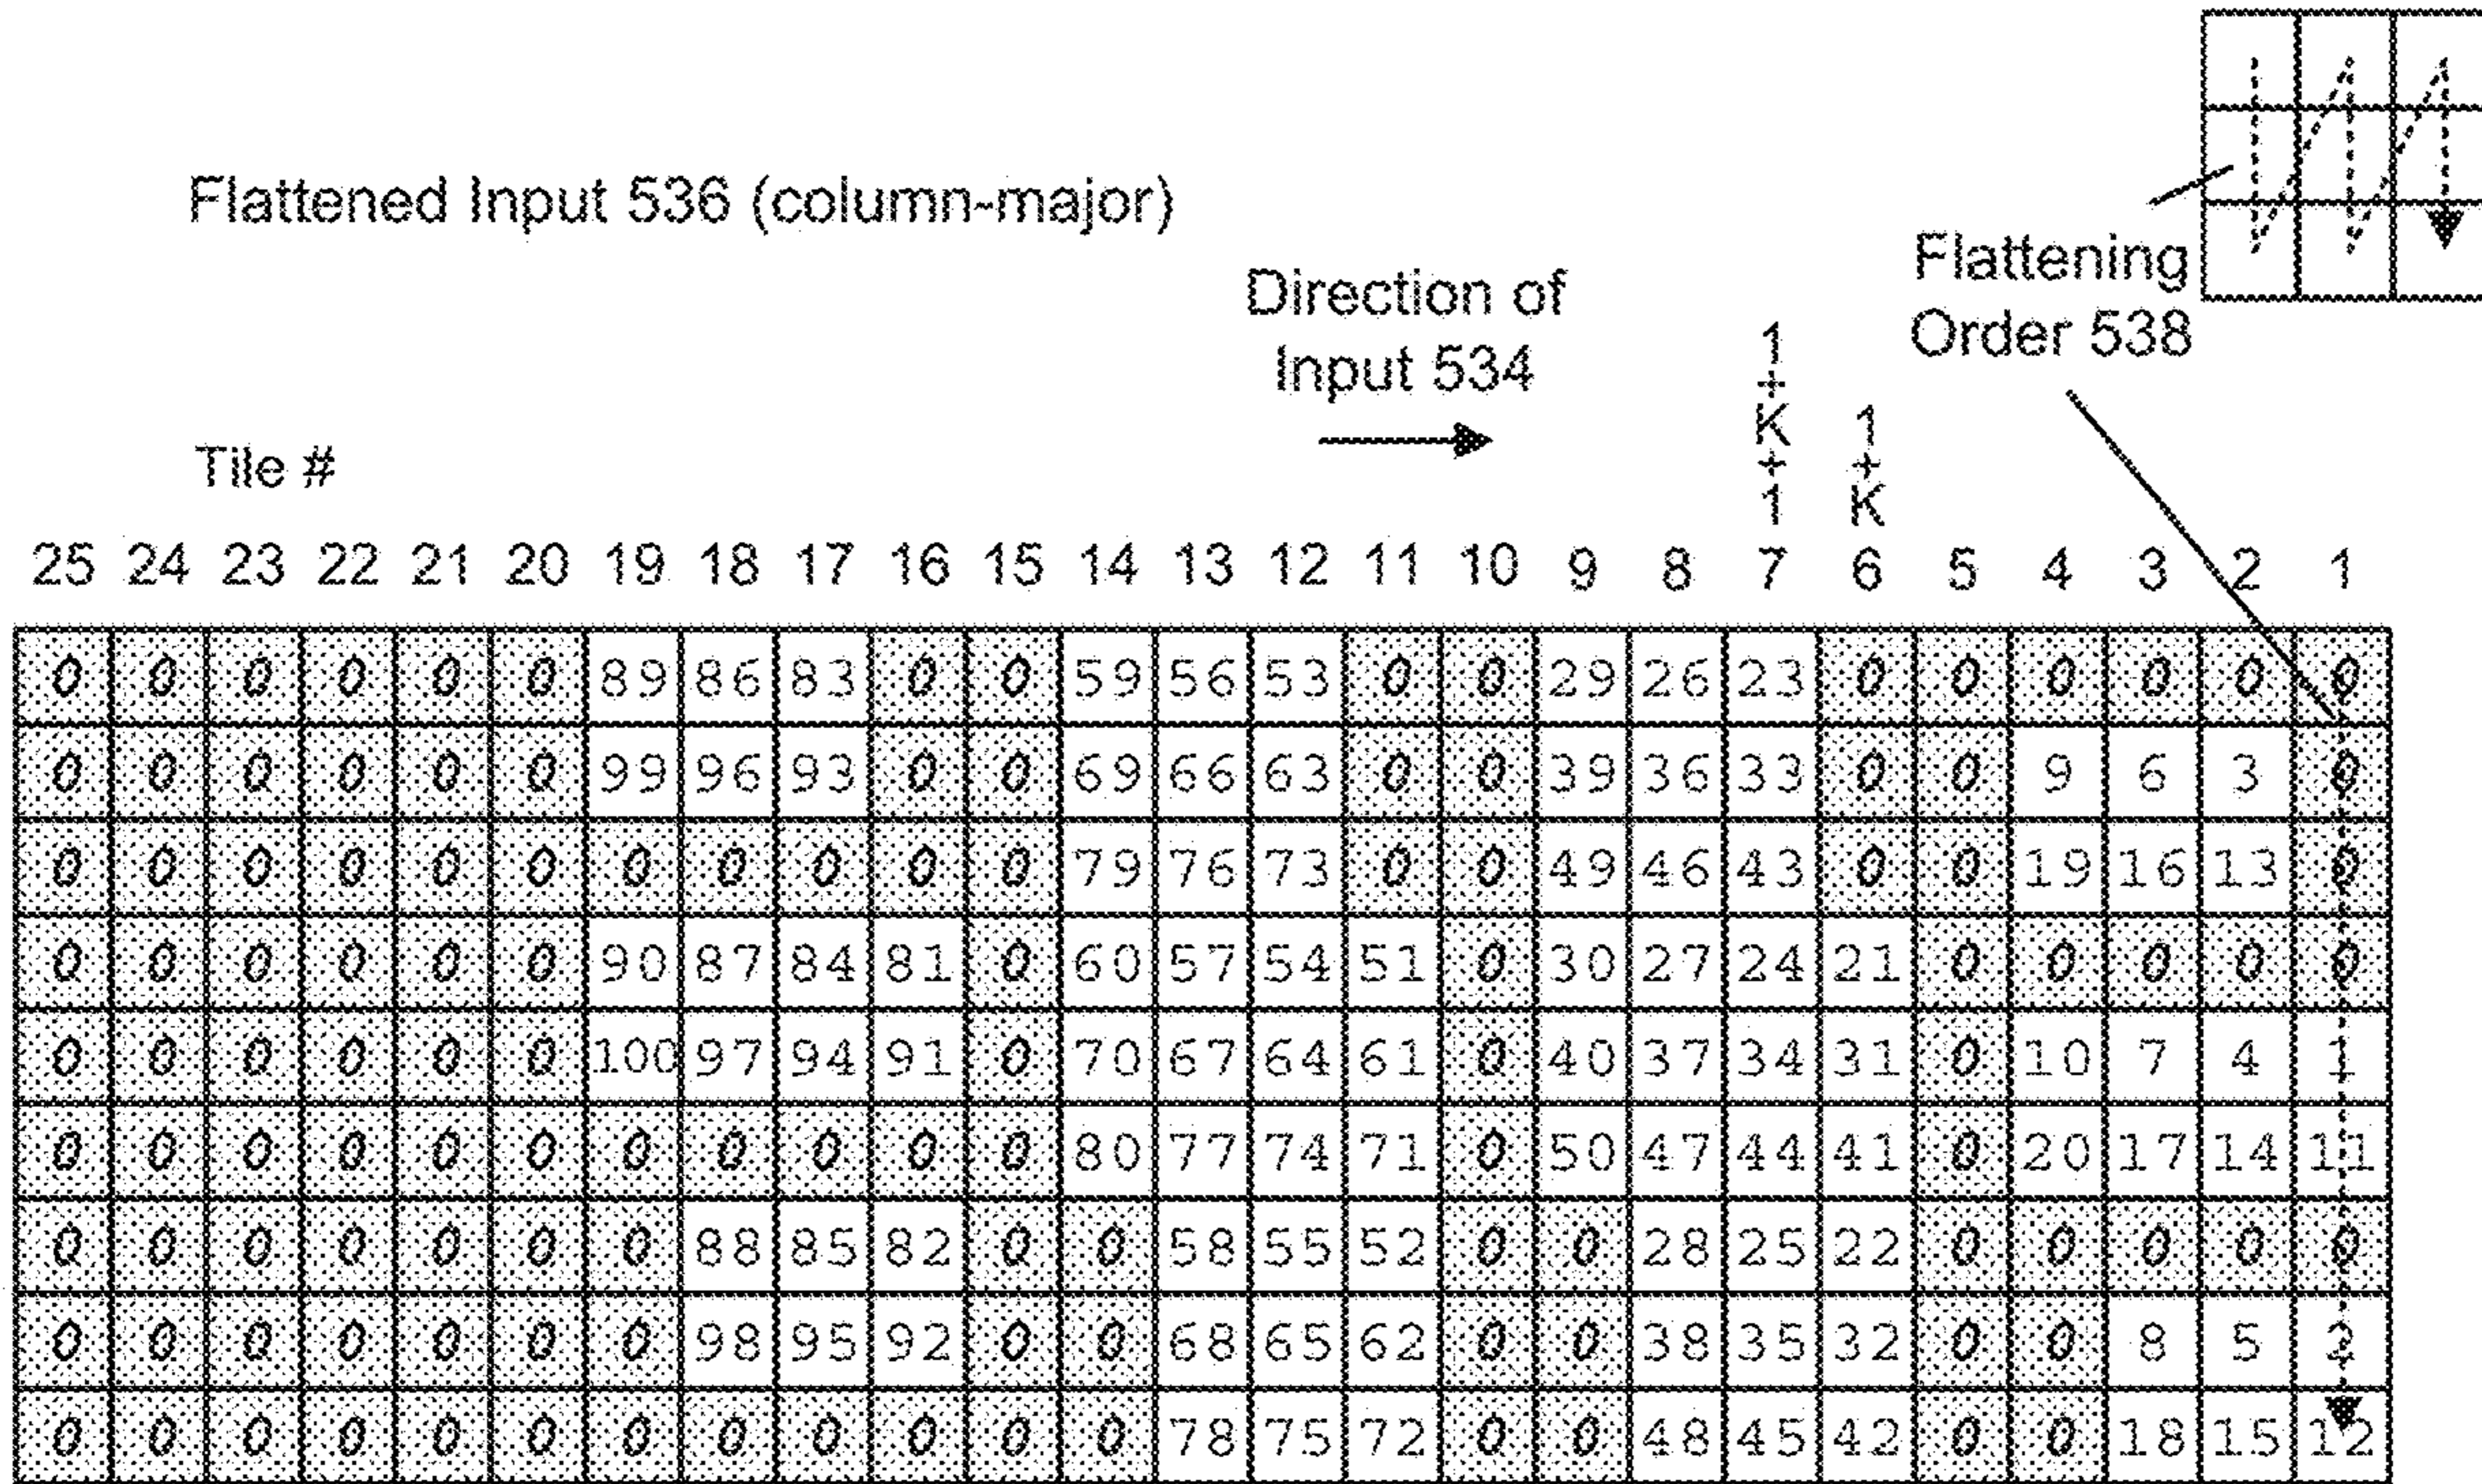 Flattened Input 536 (column-major)
Direction of
Input 534
Flattening
Order 538
1
+
K
+
1
1
+
K
Tile #
25 24 23 22 21 20 19 18 17 16 15 14 13 12 11 10 9 8 7 6 5 4 3 2 1
0 0 0 0 0 0 89 86 83 0 0 59 56 53 0 0 29 26 23 0 0 0 0 0 0
0 0 0 0 0 0 99 96 93 0 0 69 66 63 0 0 39 36 33 0 0 9 6 3 0
0 0 0 0 0 0 0 0 0 0 0 79 76 73 0 0 49 46 43 0 0 19 16 13 0
0 0 0 0 0 0 90 87 84 81 0 60 57 54 51 0 30 27 24 21 0 0 0 0 0
0 0 0 0 0 0 100 97 94 91 0 70 67 64 61 0 40 37 34 31 0 10 7 4 1
0 0 0 0 0 0 0 0 0 0 0 80 77 74 71 0 50 47 44 41 0 20 17 14 11
0 0 0 0 0 0 0 88 85 82 0 0 58 55 52 0 0 28 25 22 0 0 0 0 0
0 0 0 0 0 0 0 98 95 92 0 0 68 65 62 0 0 38 35 32 0 0 8 5 2
0 0 0 0 0 0 0 0 0 0 0 0 78 75 72 0 0 48 45 42 0 0 18 15 12